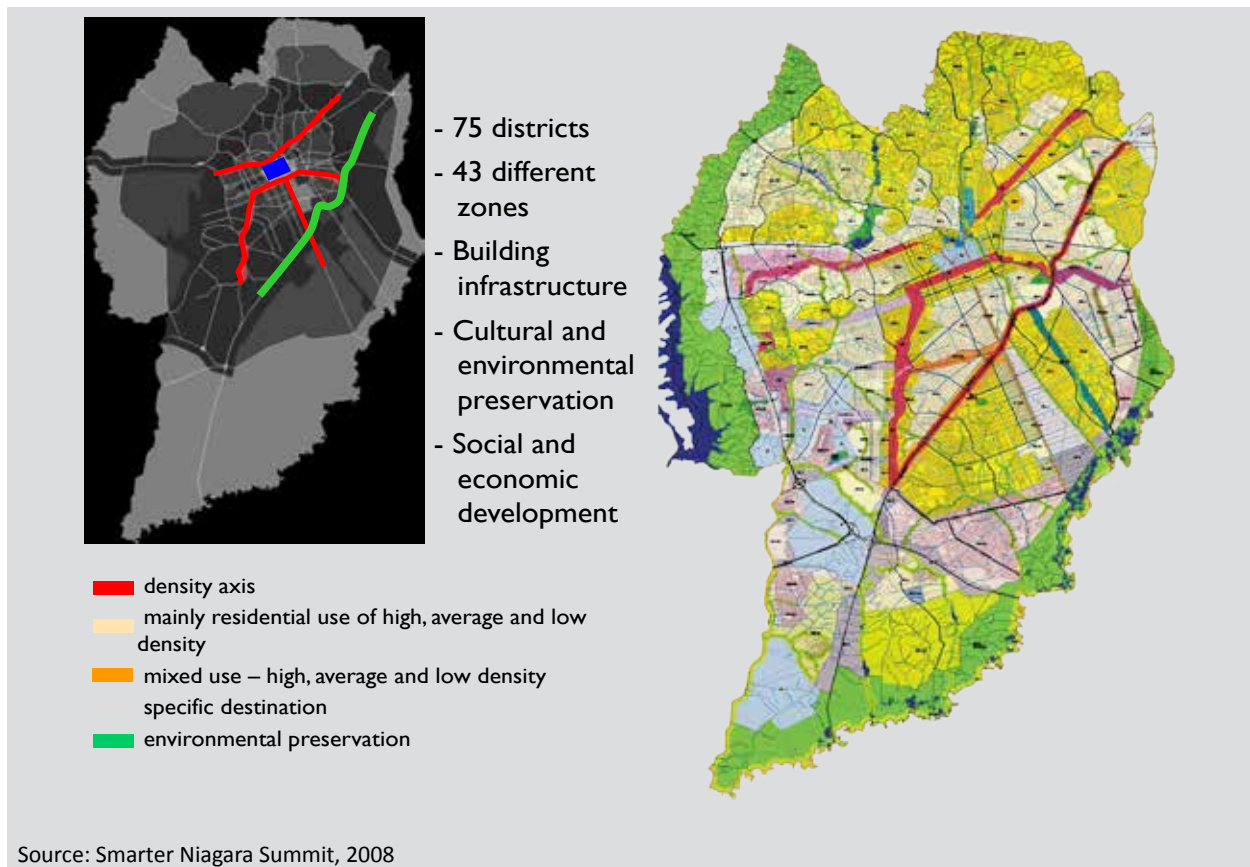 - 75 districts
- 43 different
zones
- Building
infrastructure
- Cultural and
environmental
preservation
- Social and
economic
development
density axis
mainly residential use of high, average and low
density
mixed use – high, average and low density
specific destination
environmental preservation
Source: Smarter Niagara Summit, 2008